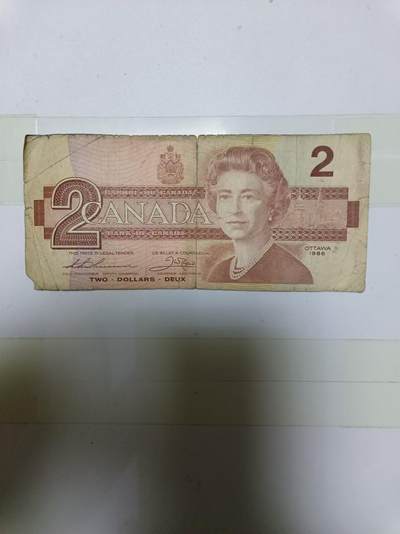 2
BANQUE DU CANADA
2 CANADA
BANK OF CANADA
THIS NOTE IS LEGAL TENDER
CE BILLET A COURS LÉGAL
OTTAWA
1986
TWO · DOLLARS · DEUX